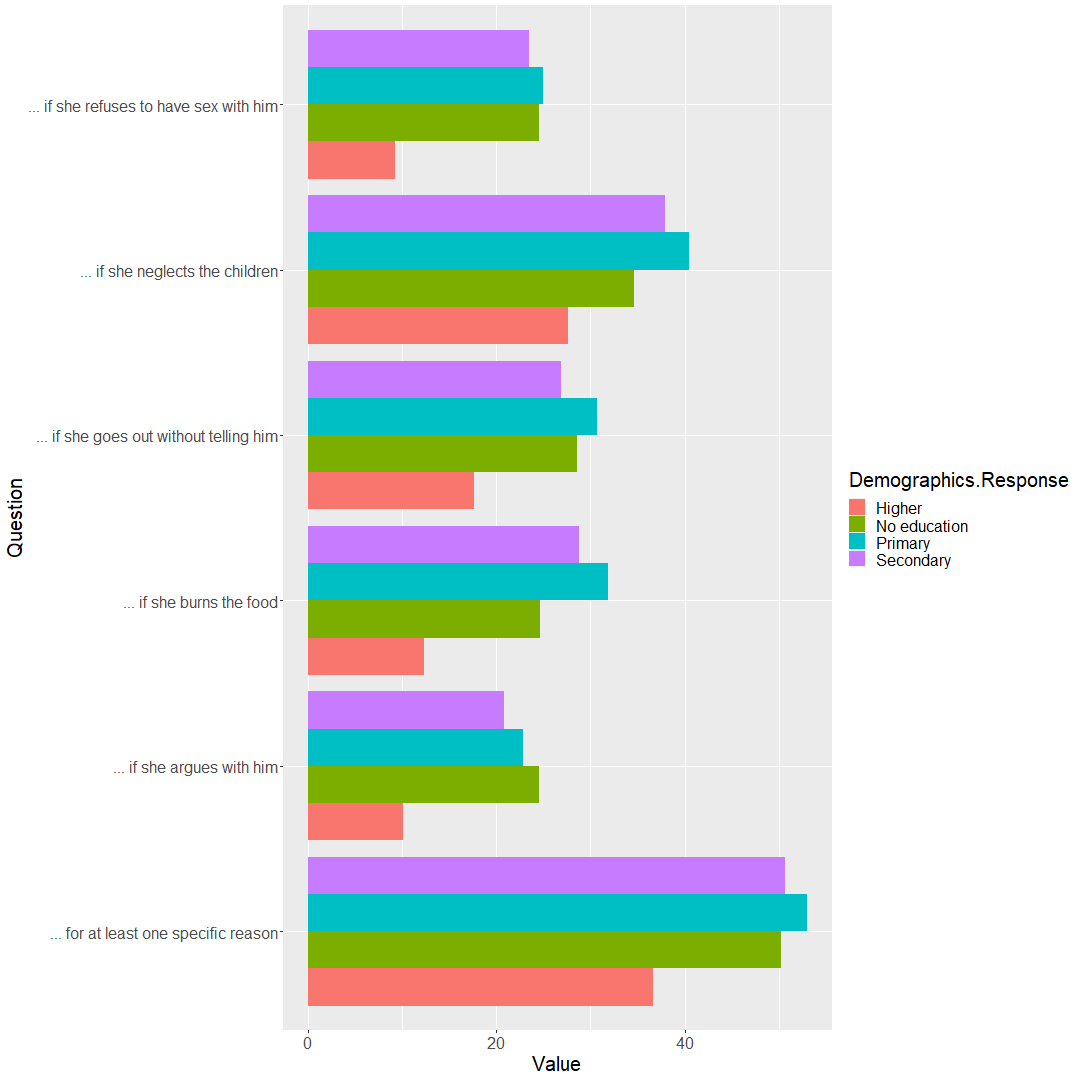 ... if she refuses to have sex with him
... if she neglects the children
... if she goes out without telling him
... if she burns the food
... if she argues with him
... for at least one specific reason
Question
0 20 40
Value
Demographics.Response
Higher
No education
Primary
Secondary